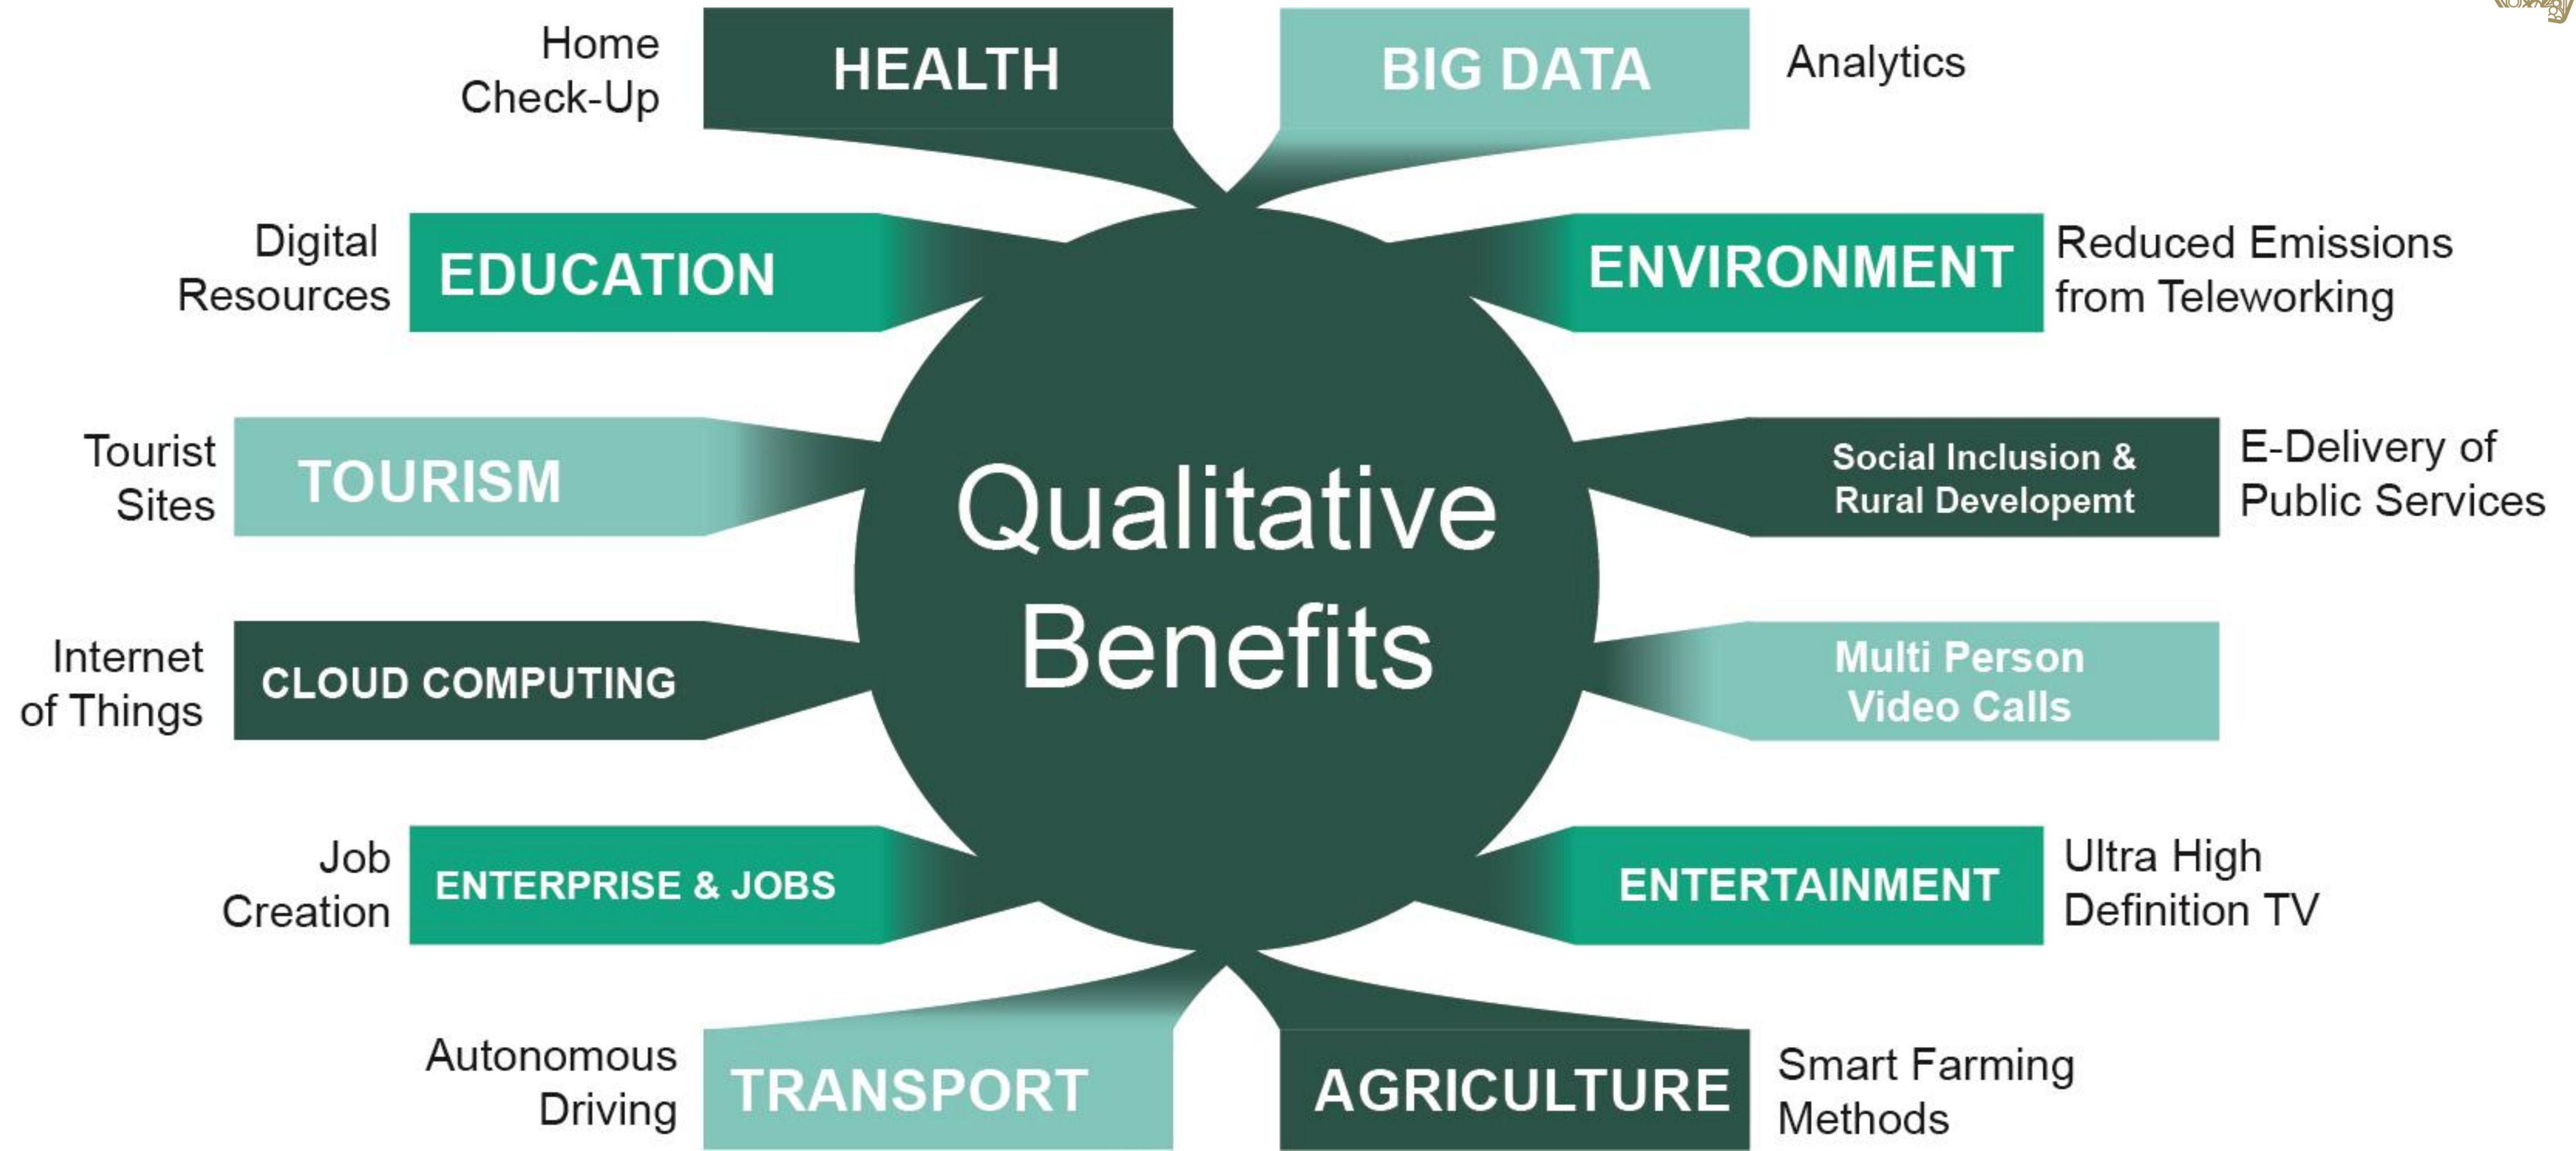 Home
Check-Up
HEALTH
BIG DATA
Analytics
Digital
Resources
EDUCATION
ENVIRONMENT
Reduced Emissions
from Teleworking
Tourist
Sites
TOURISM
Social Inclusion &
Rural Developemt
E-Delivery of
Public Services
Qualitative
Benefits
Internet
of Things
CLOUD COMPUTING
Multi Person
Video Calls
Job
Creation
ENTERPRISE & JOBS
ENTERTAINMENT
Ultra High
Definition TV
Autonomous
Driving
TRANSPORT
AGRICULTURE
Smart Farming
Methods